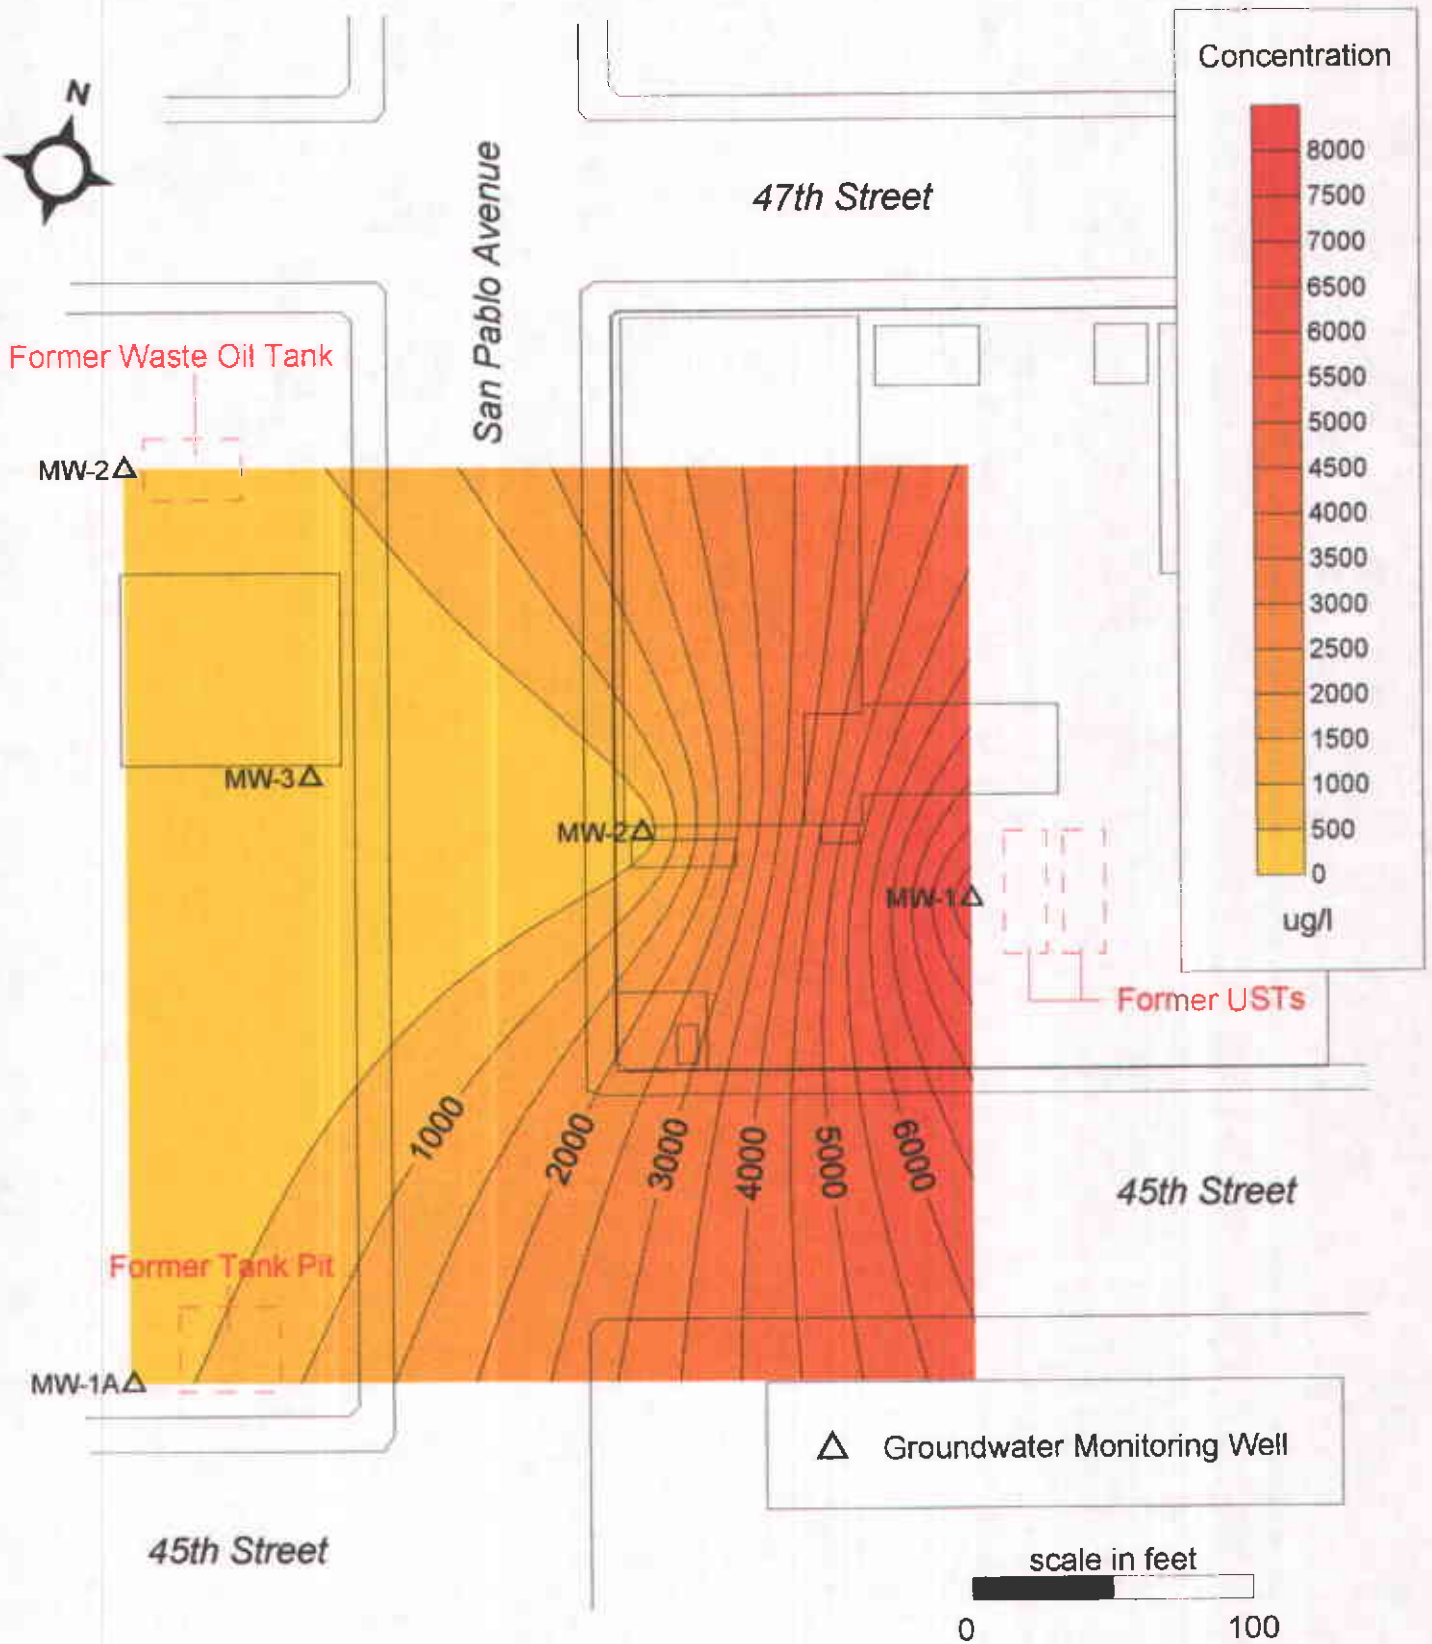 N
San Pablo Avenue
47th Street
Concentration
8000
7500
7000
6500
6000
5500
5000
4500
4000
3500
3000
2500
2000
1500
1000
500
0
ug/l
Former Waste Oil Tank
MW-2
MW-3
MW-2
MW-1
Former USTs
1000
2000
3000
4000
5000
6000
45th Street
Former Tank Pit
MW-1A
Groundwater Monitoring Well
45th Street
scale in feet
0
100